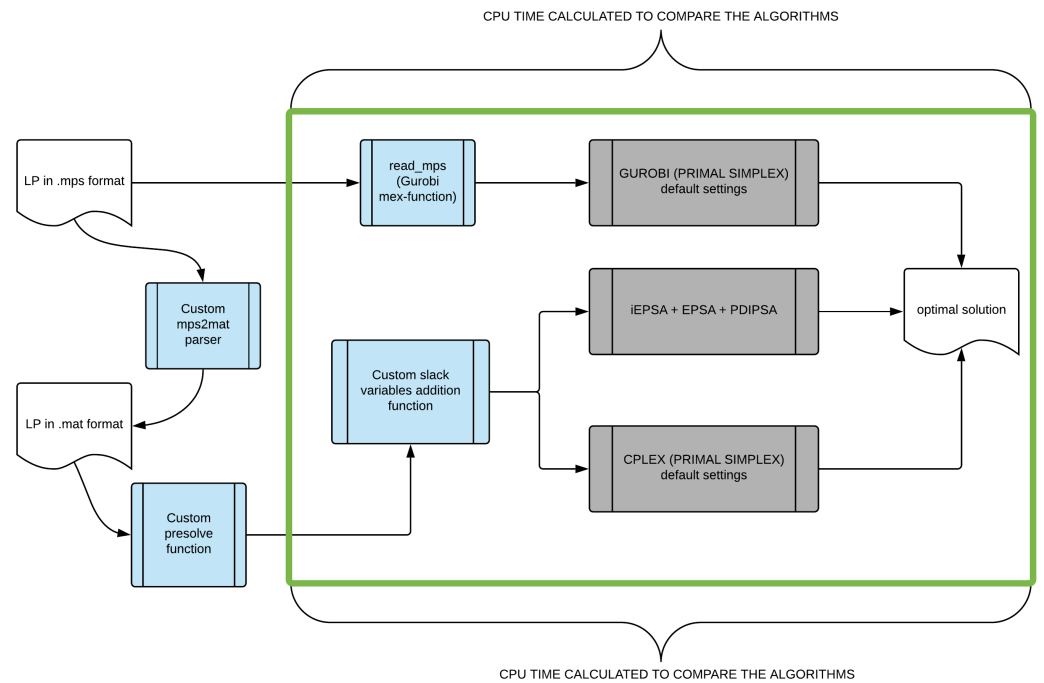 CPU TIME CALCULATED TO COMPARE THE ALGORITHMS
LP in .mps format
read_mps
(Gurobi
mex-function)
GUROBI (PRIMAL SIMPLEX)
default settings
Custom
mps2mat
parser
iEPSA + EPSA + PDIPSA
optimal solution
Custom slack
variables addition
function
LP in .mat format
CPLEX (PRIMAL SIMPLEX)
default settings
Custom
presolve
function
CPU TIME CALCULATED TO COMPARE THE ALGORITHMS